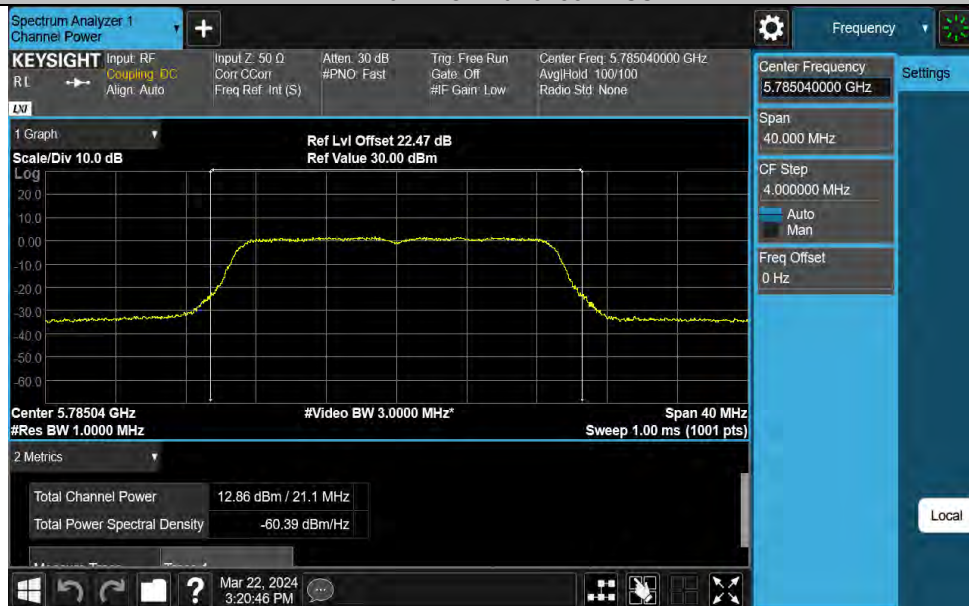 Spectrum Analyzer 1
Channel Power
Frequency
KEYSIGHT
Input: RF
Coupling: DC
Align: Auto
Input Z: 50 Ω
Corr CCorr
Freq Ref: Int (S)
Atten: 30 dB
#PNO: Fast
Trig: Free Run
Gate: Off
#IF Gain: Low
Center Freq: 5.785040000 GHz
Avg|Hold: 100/100
Radio Std: None
LXI
Center Frequency
5.785040000 GHz
Settings
Span
40.000 MHz
CF Step
4.000000 MHz
Auto
Man
Freq Offset
0 Hz
1 Graph
Scale/Div 10.0 dB
Ref Lvl Offset 22.47 dB
Ref Value 30.00 dBm
Log
20.0
10.0
0.00
-10.0
-20.0
-30.0
-40.0
-50.0
-60.0
Center 5.78504 GHz
#Video BW 3.0000 MHz*
Span 40 MHz
#Res BW 1.0000 MHz
Sweep 1.00 ms (1001 pts)
2 Metrics
Total Channel Power 12.86 dBm / 21.1 MHz
Total Power Spectral Density -60.39 dBm/Hz
Local
Mar 22, 2024
3:20:46 PM